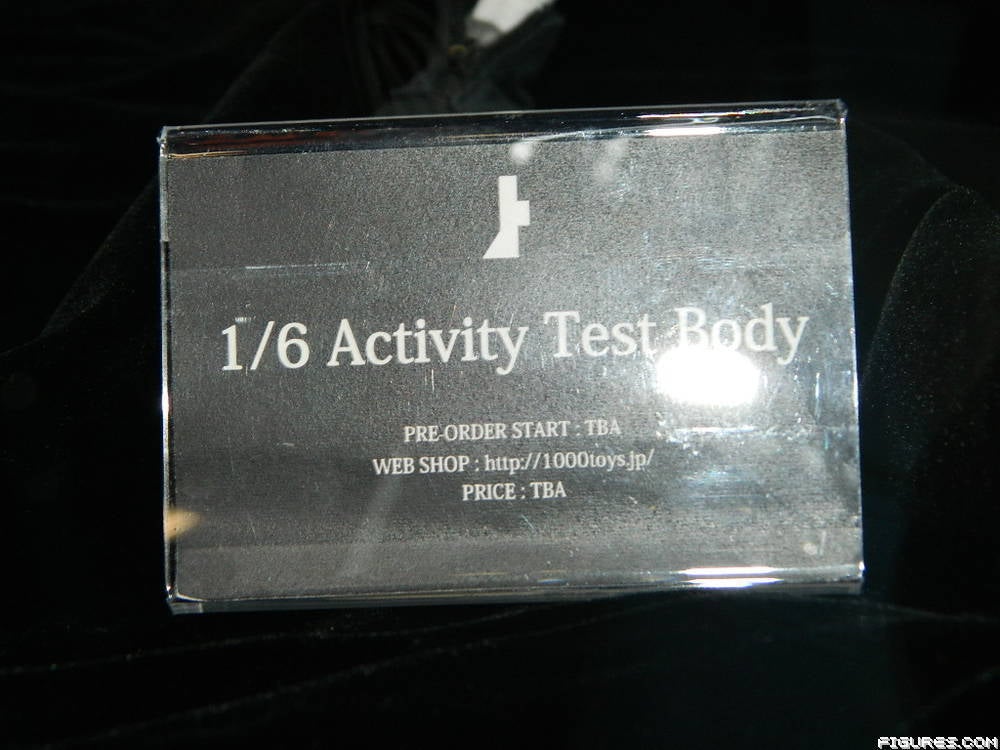 1/6 Activity Test Body
PRE-ORDER START : TBA
WEB SHOP : http://1000toys.jp/
PRICE : TBA
FIGURES.COM